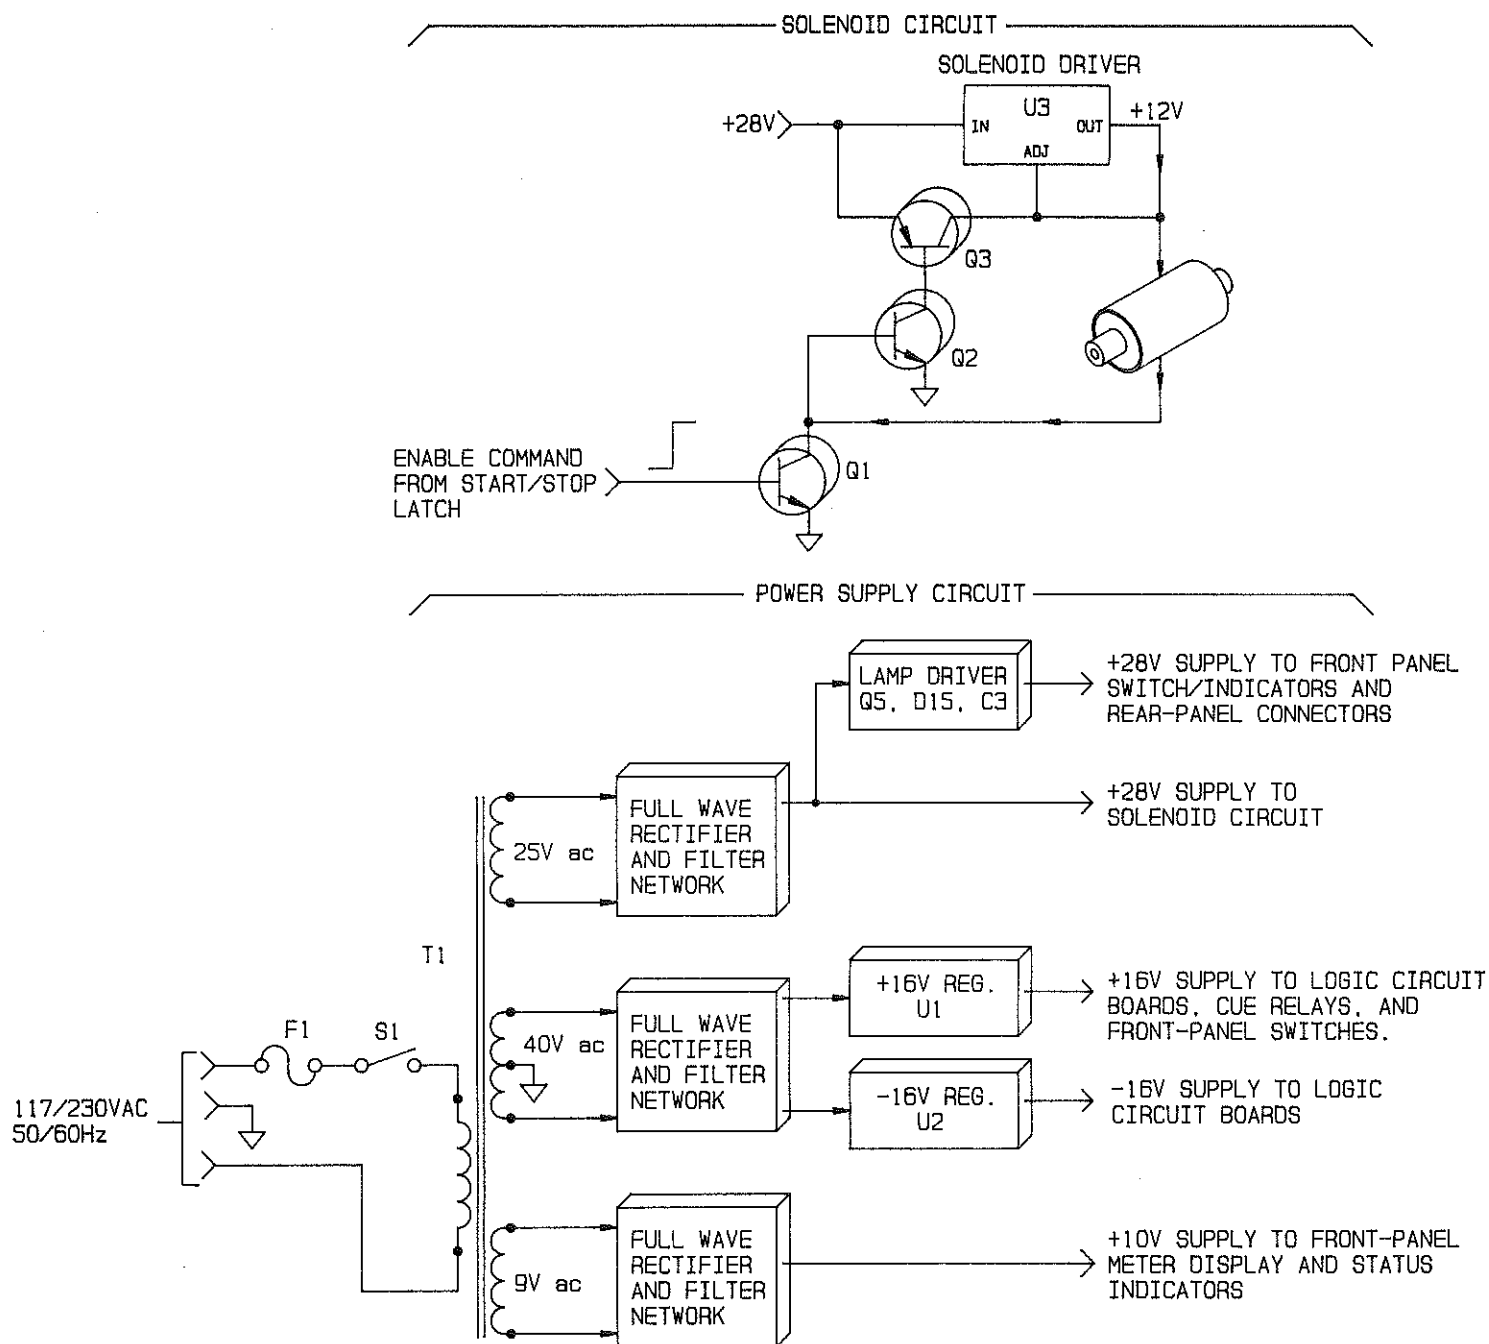 SOLENOID CIRCUIT
SOLENOID DRIVER
U3
+28V
IN
OUT
+12V
ADJ
Q3
Q2
ENABLE COMMAND
FROM START/STOP
LATCH
Q1
POWER SUPPLY CIRCUIT
LAMP DRIVER
Q5, D15, C3
+28V SUPPLY TO FRONT PANEL
SWITCH/INDICATORS AND
REAR-PANEL CONNECTORS
25V ac
FULL WAVE
RECTIFIER
AND FILTER
NETWORK
+28V SUPPLY TO
SOLENOID CIRCUIT
T1
F1
S1
117/230VAC
50/60Hz
40V ac
FULL WAVE
RECTIFIER
AND FILTER
NETWORK
+16V REG.
U1
+16V SUPPLY TO LOGIC CIRCUIT
BOARDS, CUE RELAYS, AND
FRONT-PANEL SWITCHES.
-16V REG.
U2
-16V SUPPLY TO LOGIC
CIRCUIT BOARDS
9V ac
FULL WAVE
RECTIFIER
AND FILTER
NETWORK
+10V SUPPLY TO FRONT-PANEL
METER DISPLAY AND STATUS
INDICATORS